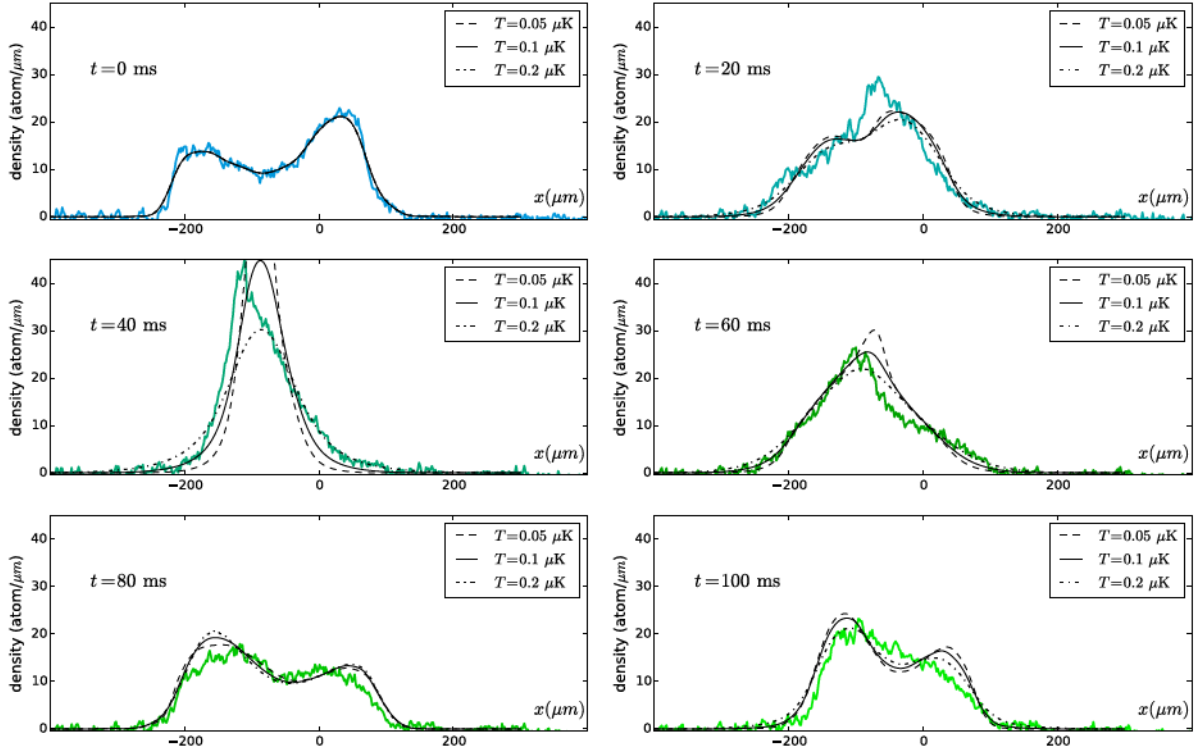 density (atom/μm)
40
30
20
10
0
t=0 ms
T=0.05 μK
T=0.1 μK
T=0.2 μK
x(μm)
−200 0 200
density (atom/μm)
40
30
20
10
0
t=20 ms
T=0.05 μK
T=0.1 μK
T=0.2 μK
x(μm)
−200 0 200
density (atom/μm)
40
30
20
10
0
t=40 ms
T=0.05 μK
T=0.1 μK
T=0.2 μK
x(μm)
−200 0 200
density (atom/μm)
40
30
20
10
0
t=60 ms
T=0.05 μK
T=0.1 μK
T=0.2 μK
x(μm)
−200 0 200
density (atom/μm)
40
30
20
10
0
t=80 ms
T=0.05 μK
T=0.1 μK
T=0.2 μK
x(μm)
−200 0 200
density (atom/μm)
40
30
20
10
0
t=100 ms
T=0.05 μK
T=0.1 μK
T=0.2 μK
x(μm)
−200 0 200